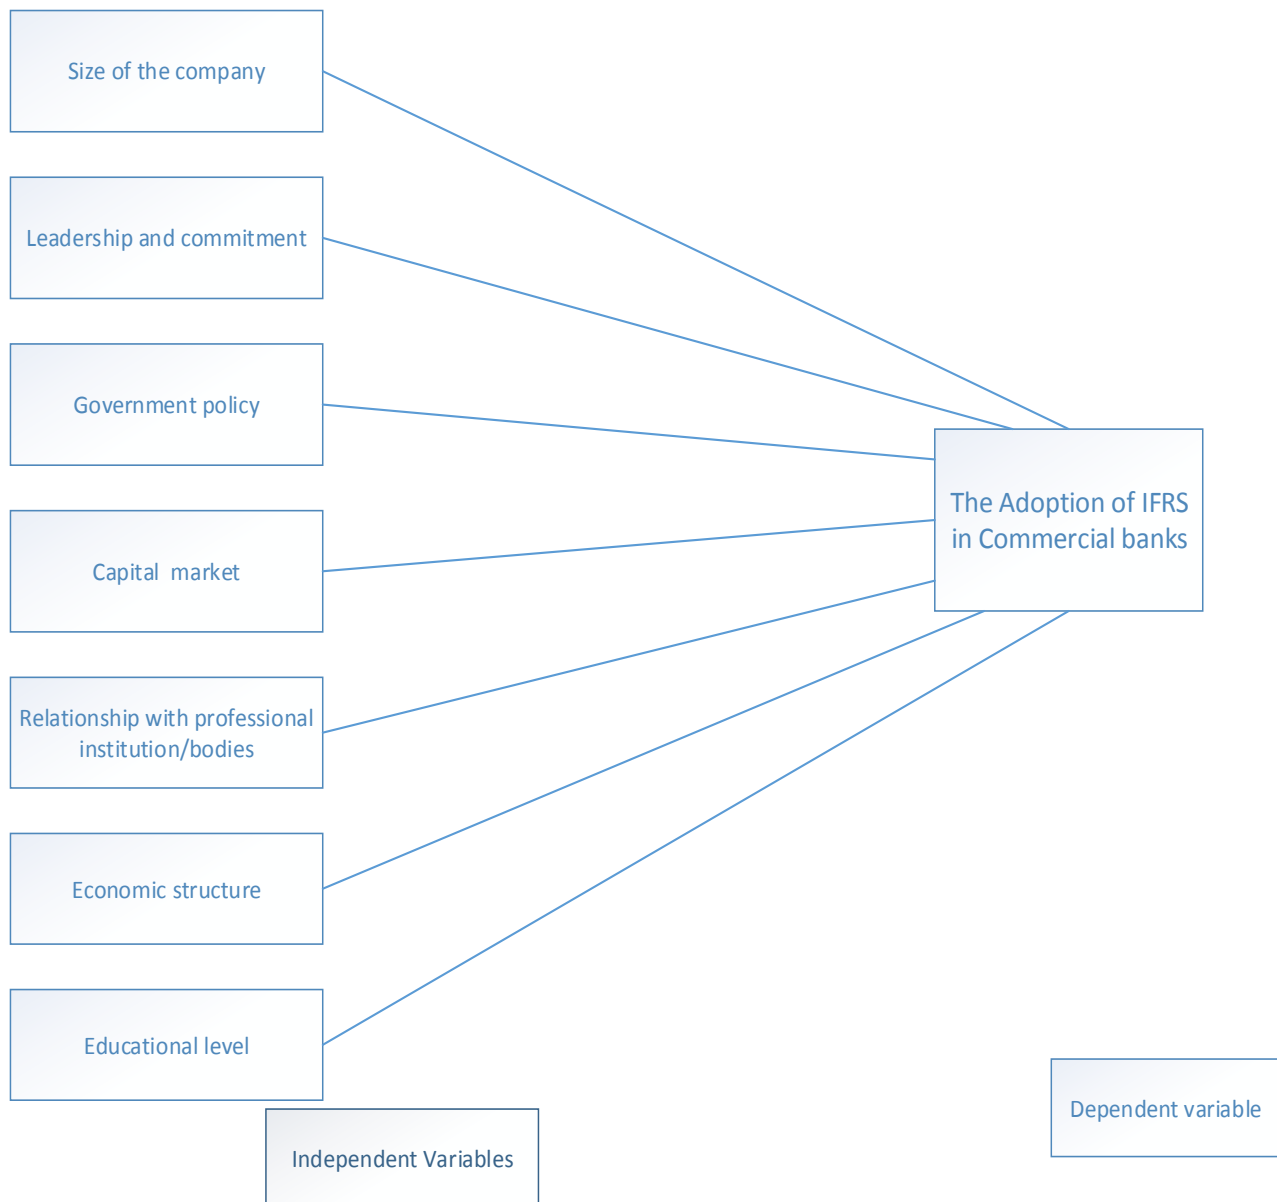 Size of the company
Leadership and commitment
Government policy
Capital market
Relationship with professional
institution/bodies
Economic structure
Educational level
The Adoption of IFRS
in Commercial banks
Independent Variables
Dependent variable